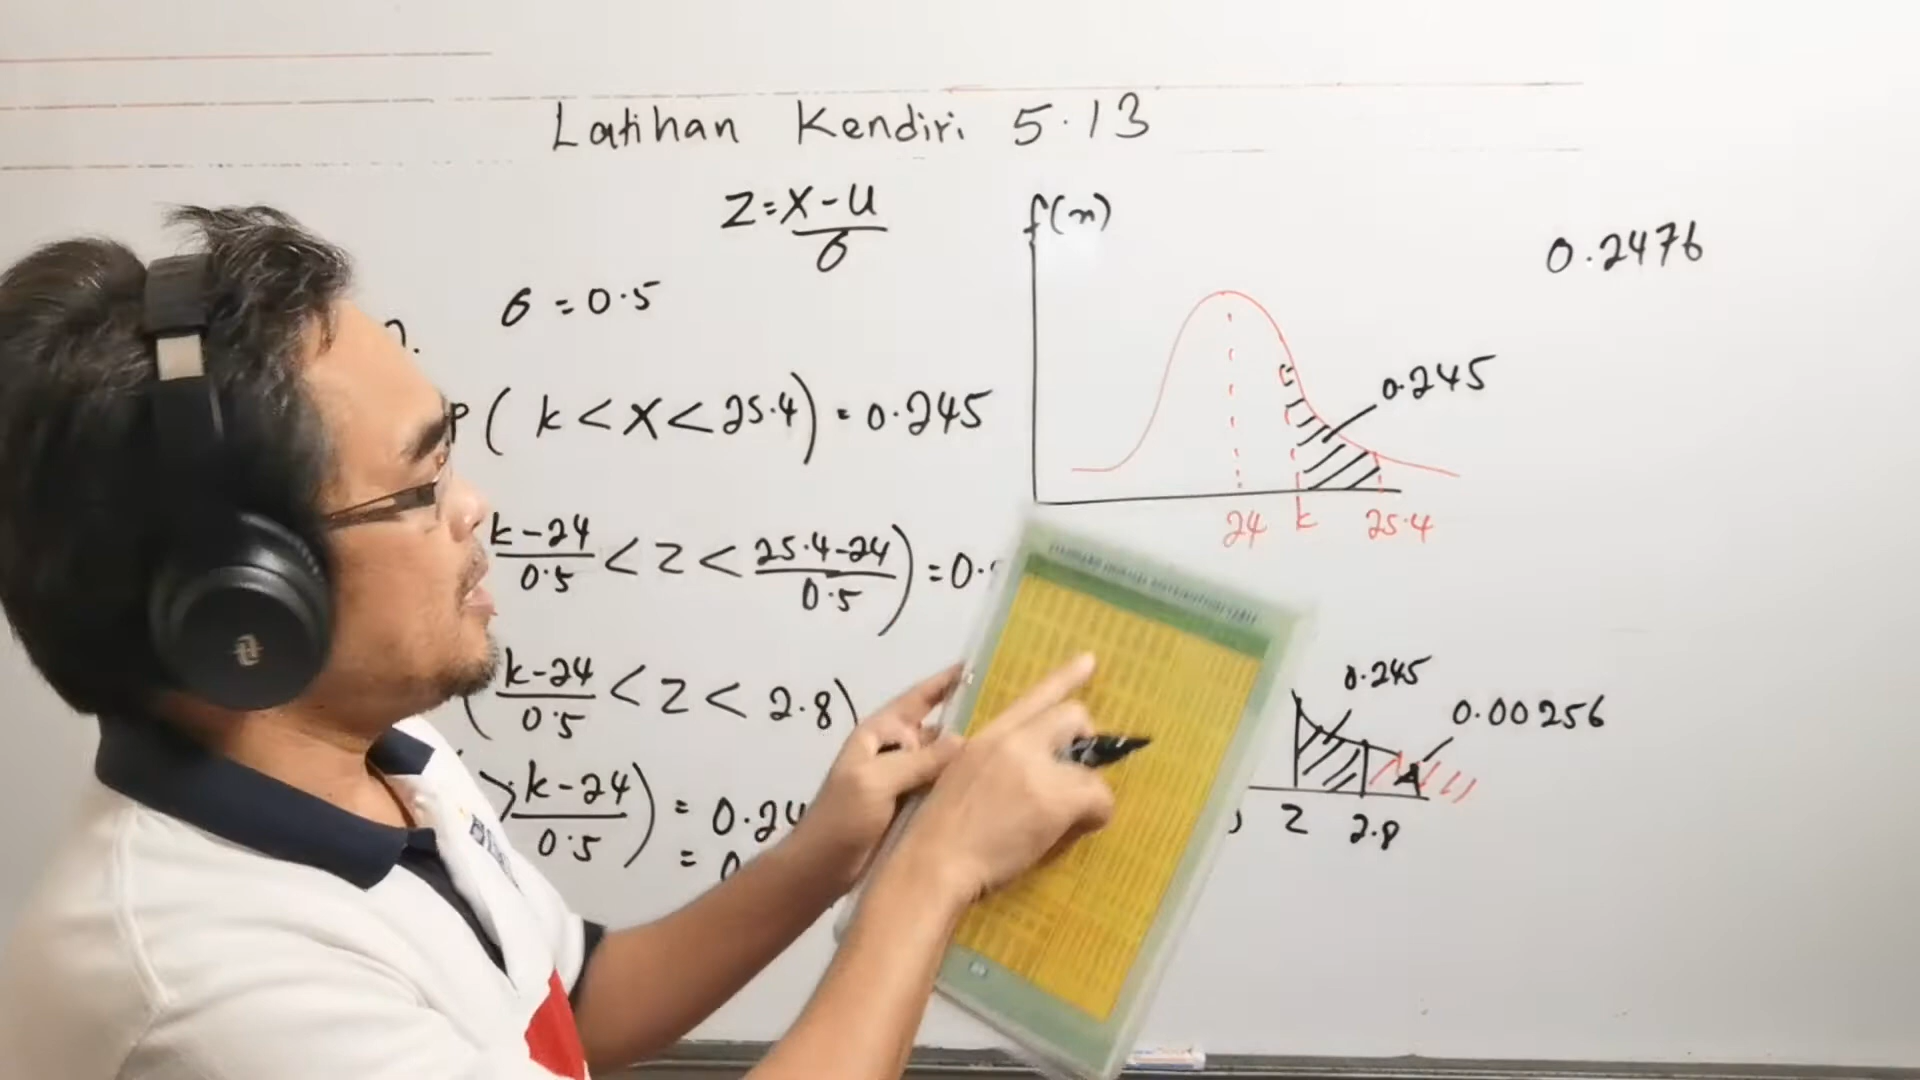 Latihan Kendiri 5.13
z = x - u / σ
σ = 0.5
P ( k < X < 25.4 ) = 0.245
k - 24 / 0.5 < z < 25.4 - 24 / 0.5 ) = 0.
( k - 24 / 0.5 < z < 2.8 )
> k - 24 / 0.5 ) = 0.24
= 0.
f(x)
0.2476
0.245
24 k 25.4
0.245
0.00256
z 2.8